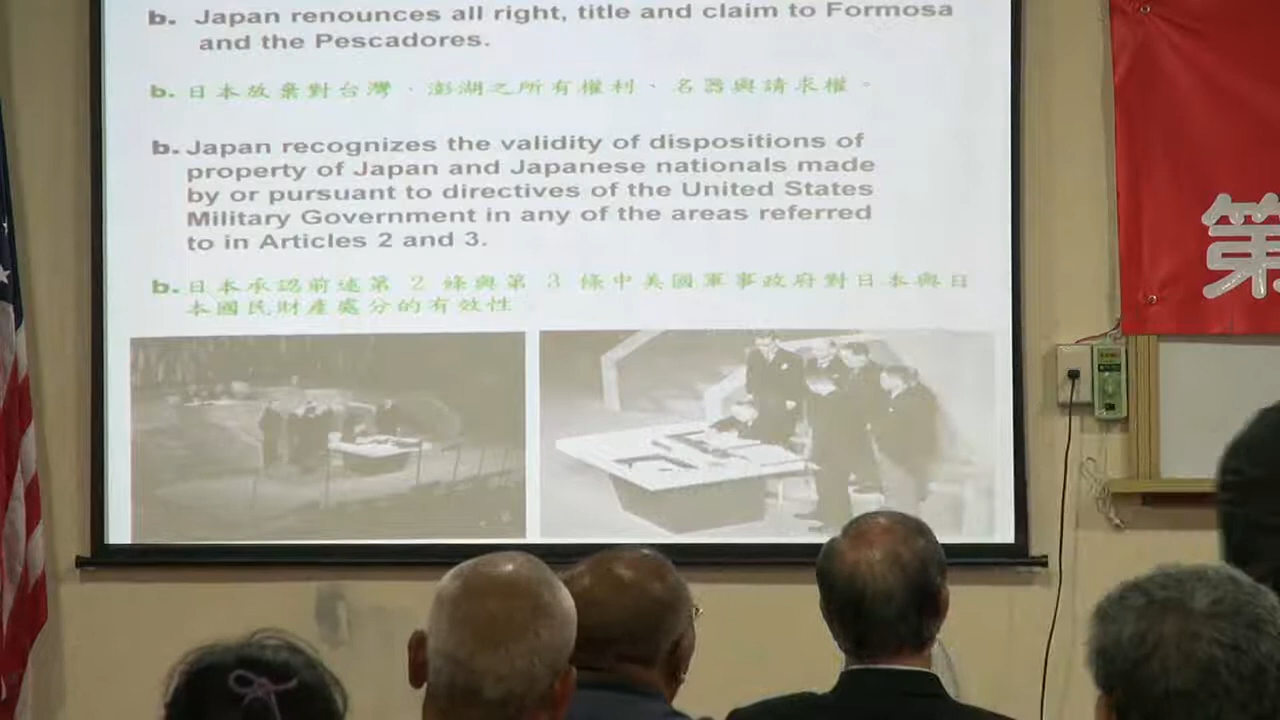 b. Japan renounces all right, title and claim to Formosa
and the Pescadores.
b. 日本放棄對台灣、澎湖之所有權利、名器與請求權。
b. Japan recognizes the validity of dispositions of
property of Japan and Japanese nationals made
by or pursuant to directives of the United States
Military Government in any of the areas referred
to in Articles 2 and 3.
b. 日本承認前述第 2 條與第 3 條中美國軍事政府對日本與日
本國民財產處分的有效性
第